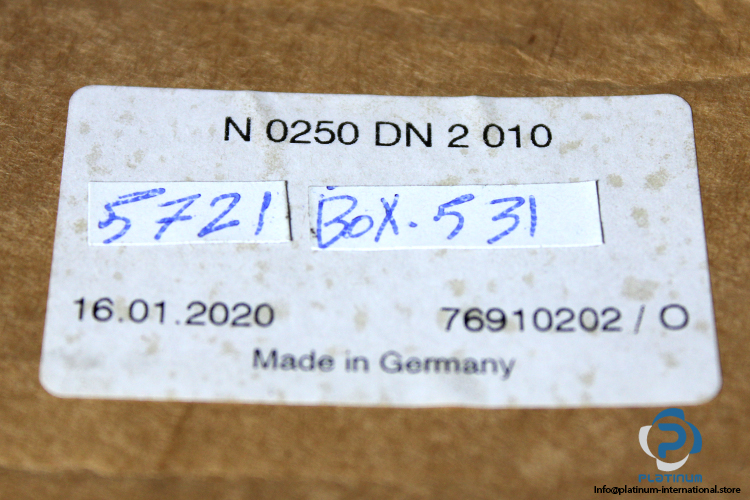 N 0250 DN 2 010
5721 BOX.531
16.01.2020 76910202 / O
Made in Germany
PLATINUM
Info@platinum-international.store